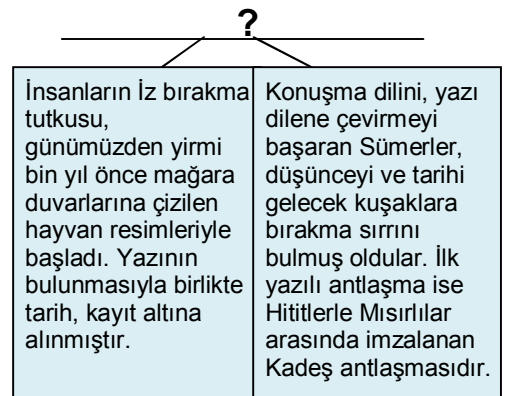 ?
İnsanların İz bırakma
tutkusu,
günümüzden yirmi
bin yıl önce mağara
duvarlarına çizilen
hayvan resimleriyle
başladı. Yazının
bulunmasıyla birlikte
tarih, kayıt altına
alınmıştır.
Konuşma dilini, yazı
dilene çevirmeyi
başaran Sümerler,
düşünceyi ve tarihi
gelecek kuşaklara
bırakma sırrını
bulmuş oldular. İlk
yazılı antlaşma ise
Hititlerle Mısırlılar
arasında imzalanan
Kadeş antlaşmasıdır.